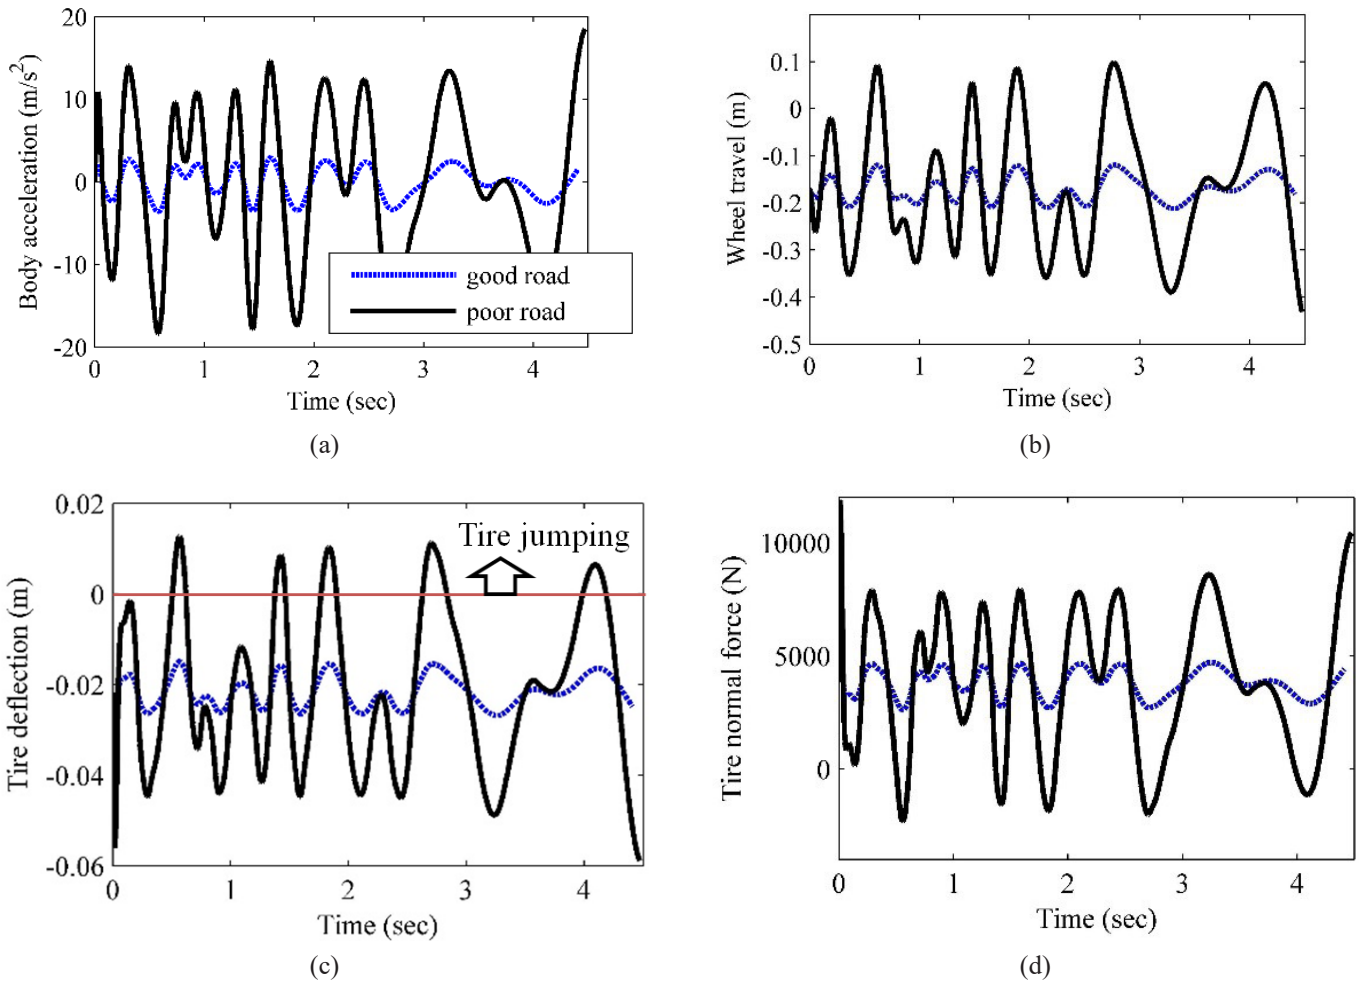 Body acceleration (m/s²)
20
10
0
-10
-20
good road
poor road
0 1 2 3 4
Time (sec)
(a)
Wheel travel (m)
0.1
0
-0.1
-0.2
-0.3
-0.4
-0.5
0 1 2 3 4
Time (sec)
(b)
Tire deflection (m)
0.02
Tire jumping
0
-0.02
-0.04
-0.06
0 1 2 3 4
Time (sec)
(c)
Tire normal force (N)
10000
5000
0
0 1 2 3 4
Time (sec)
(d)